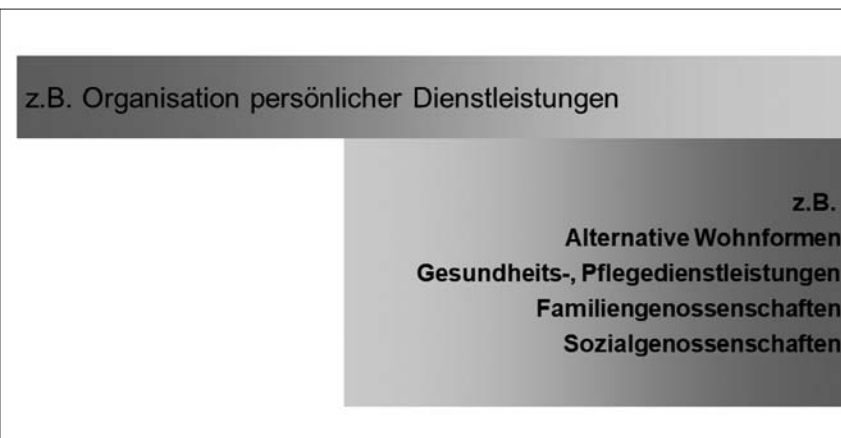 z.B. Organisation persönlicher Dienstleistungen
z.B.
Alternative Wohnformen
Gesundheits-, Pflegedienstleistungen
Familiengenossenschaften
Sozialgenossenschaften